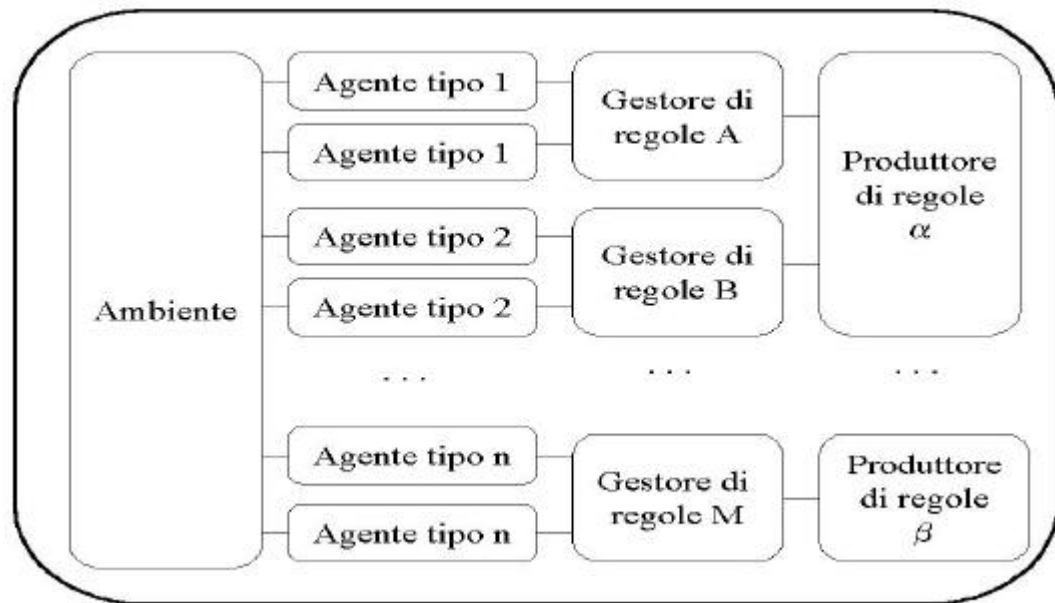 Ambiente
Agente tipo 1
Agente tipo 1
Agente tipo 2
Agente tipo 2
. . .
Agente tipo n
Agente tipo n
Gestore di
regole A
Gestore di
regole B
. . .
Gestore di
regole M
Produttore
di regole
α
. . .
Produttore
di regole
β